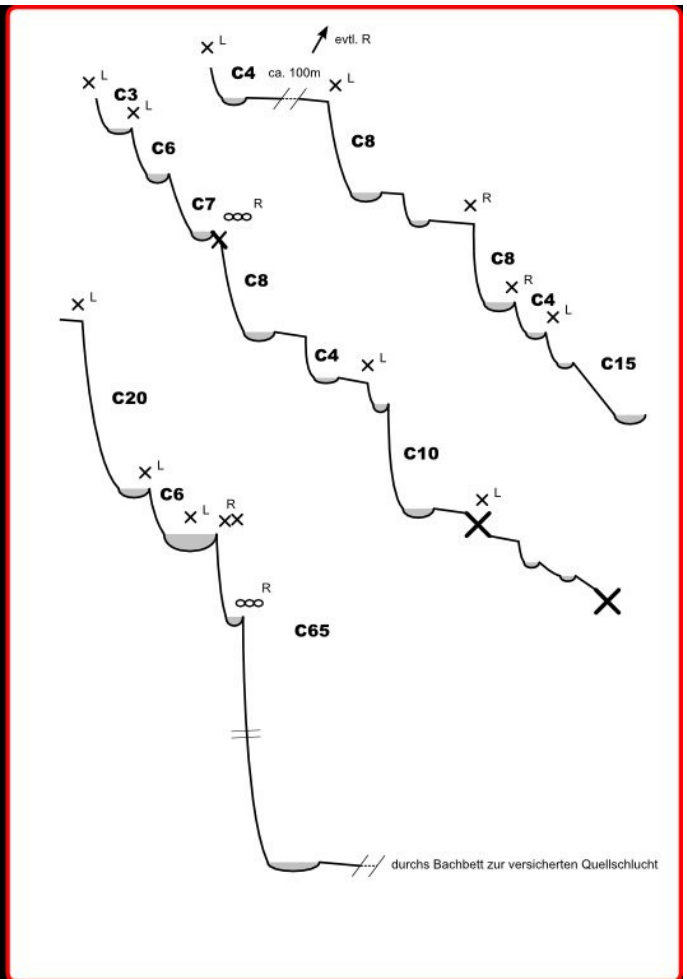 evtl. R
L
C4
ca. 100m
L
C8
R
C8
R
C4
L
C15
L
C3
L
C6
C7
R
C8
C4
L
C10
L
L
C20
L
C6
L
R
R
C65
durchs Bachbett zur versicherten Quellschlucht